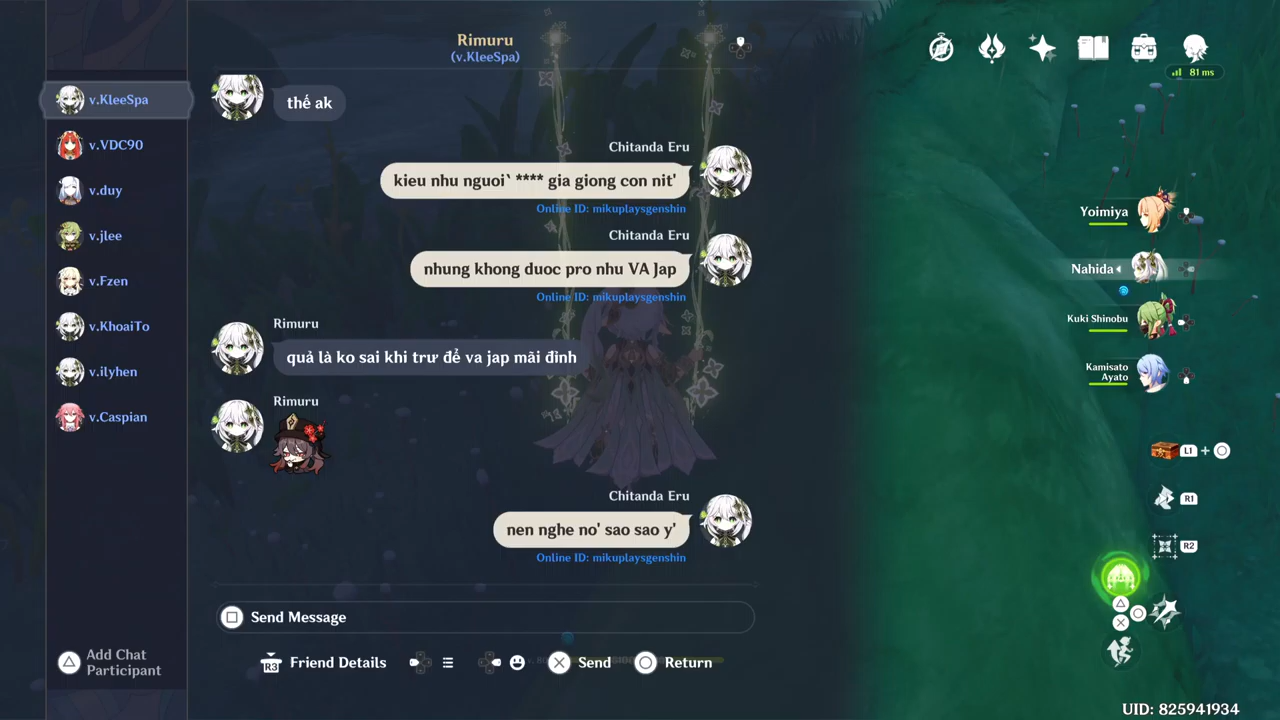 Rimuru
(v.KleeSpa)
81 ms
v.KleeSpa
v.VDC90
v.duy
v.jlee
v.Fzen
v.KhoaiTo
v.ilyhen
v.Caspian
Add Chat
Participant
thế ak
Chitanda Eru
kieu nhu nguoi` **** gia giong con nit'
Online ID: mikuplaysgenshin
Chitanda Eru
nhung khong duoc pro nhu VA Jap
Online ID: mikuplaysgenshin
Rimuru
quả là ko sai khi trư để va jap mãi đỉnh
Rimuru
Chitanda Eru
nen nghe no' sao sao y'
Online ID: mikuplaysgenshin
Send Message
R3 Friend Details
Send
Return
Yoimiya
Nahida
Kuki Shinobu
Kamisato
Ayato
L1 +
R1
R2
UID: 825941934